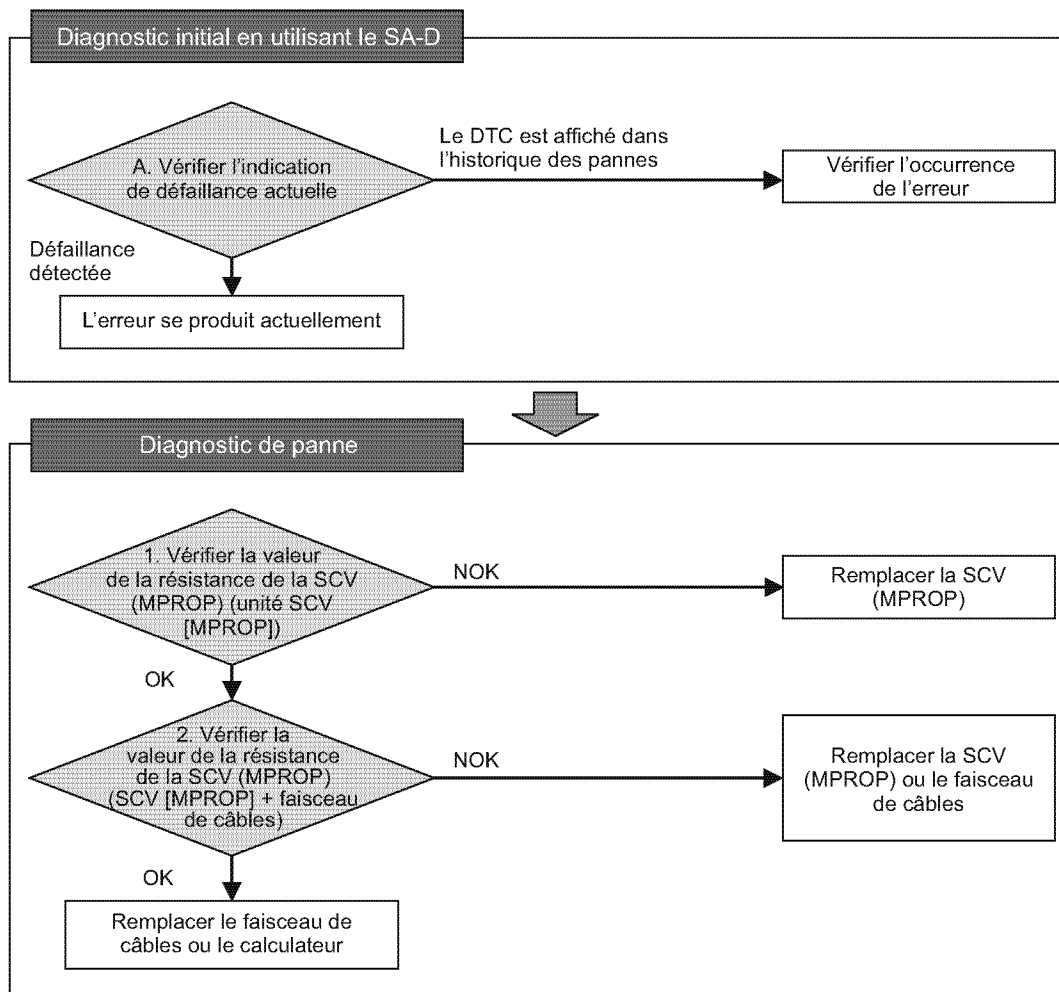 Diagnostic initial en utilisant le SA-D
A. Vérifier l'indication
de défaillance actuelle
Le DTC est affiché dans
l'historique des pannes
Vérifier l'occurrence
de l'erreur
Défaillance
détectée
L'erreur se produit actuellement
Diagnostic de panne
1. Vérifier la valeur
de la résistance de la SCV
(MPROP) (unité SCV
[MPROP])
NOK
Remplacer la SCV
(MPROP)
OK
2. Vérifier la
valeur de la résistance
de la SCV (MPROP)
(SCV [MPROP] + faisceau
de câbles)
NOK
Remplacer la SCV
(MPROP) ou le faisceau
de câbles
OK
Remplacer le faisceau de
câbles ou le calculateur